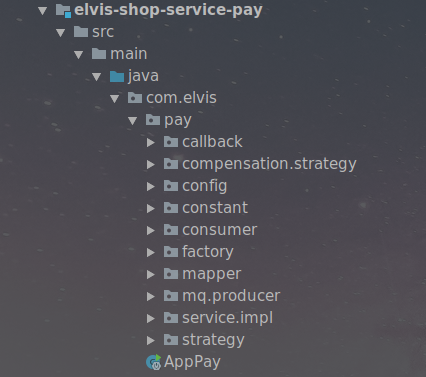 elvis-shop-service-pay
src
main
java
com.elvis
pay
callback
compensation.strategy
config
constant
consumer
factory
mapper
mq.producer
service.impl
strategy
AppPay